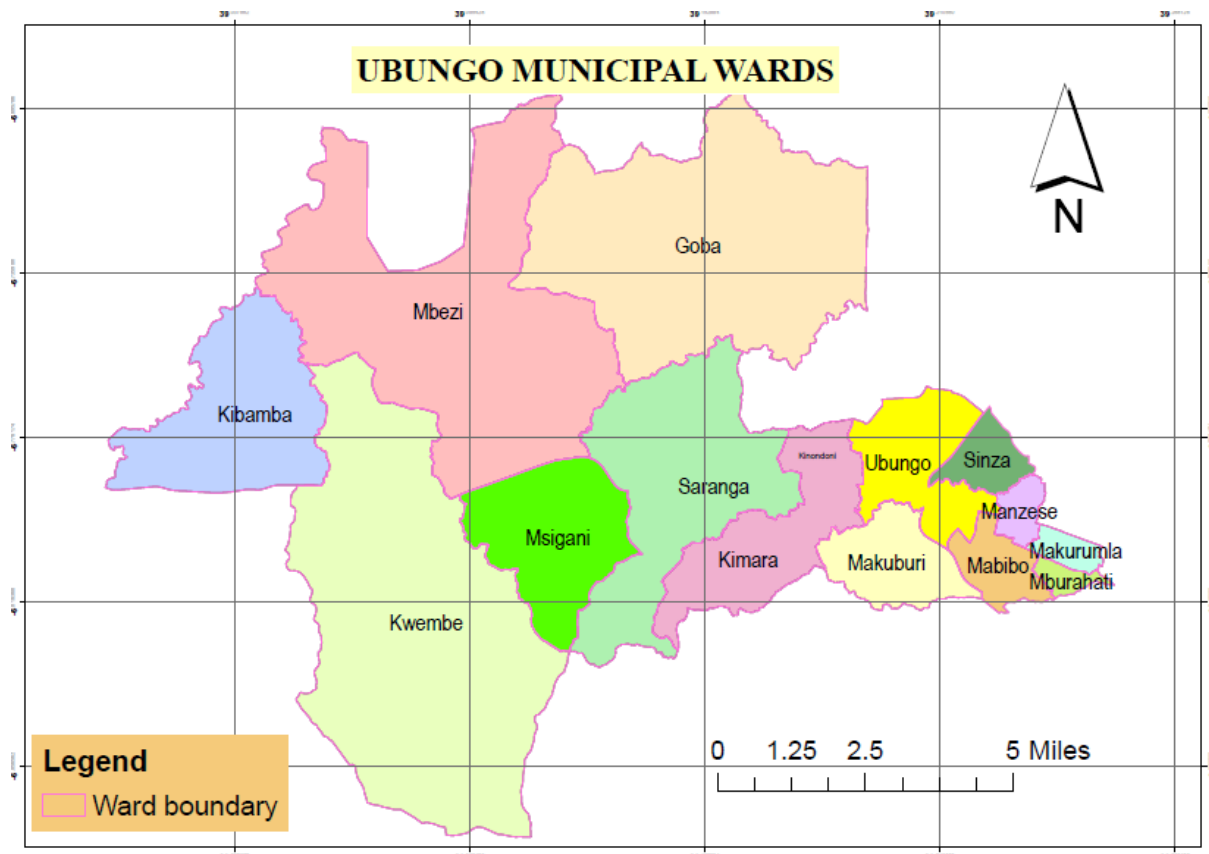 UBUNGO MUNICIPAL WARDS
N
Goba
Mbezi
Kibamba
Kinondoni
Ubungo
Sinza
Saranga
Manzese
Msigani
Kimara
Makuburi
Mabibo
Makurumla
Mburahati
Kwembe
0 1.25 2.5 5 Miles
Legend
Ward boundary